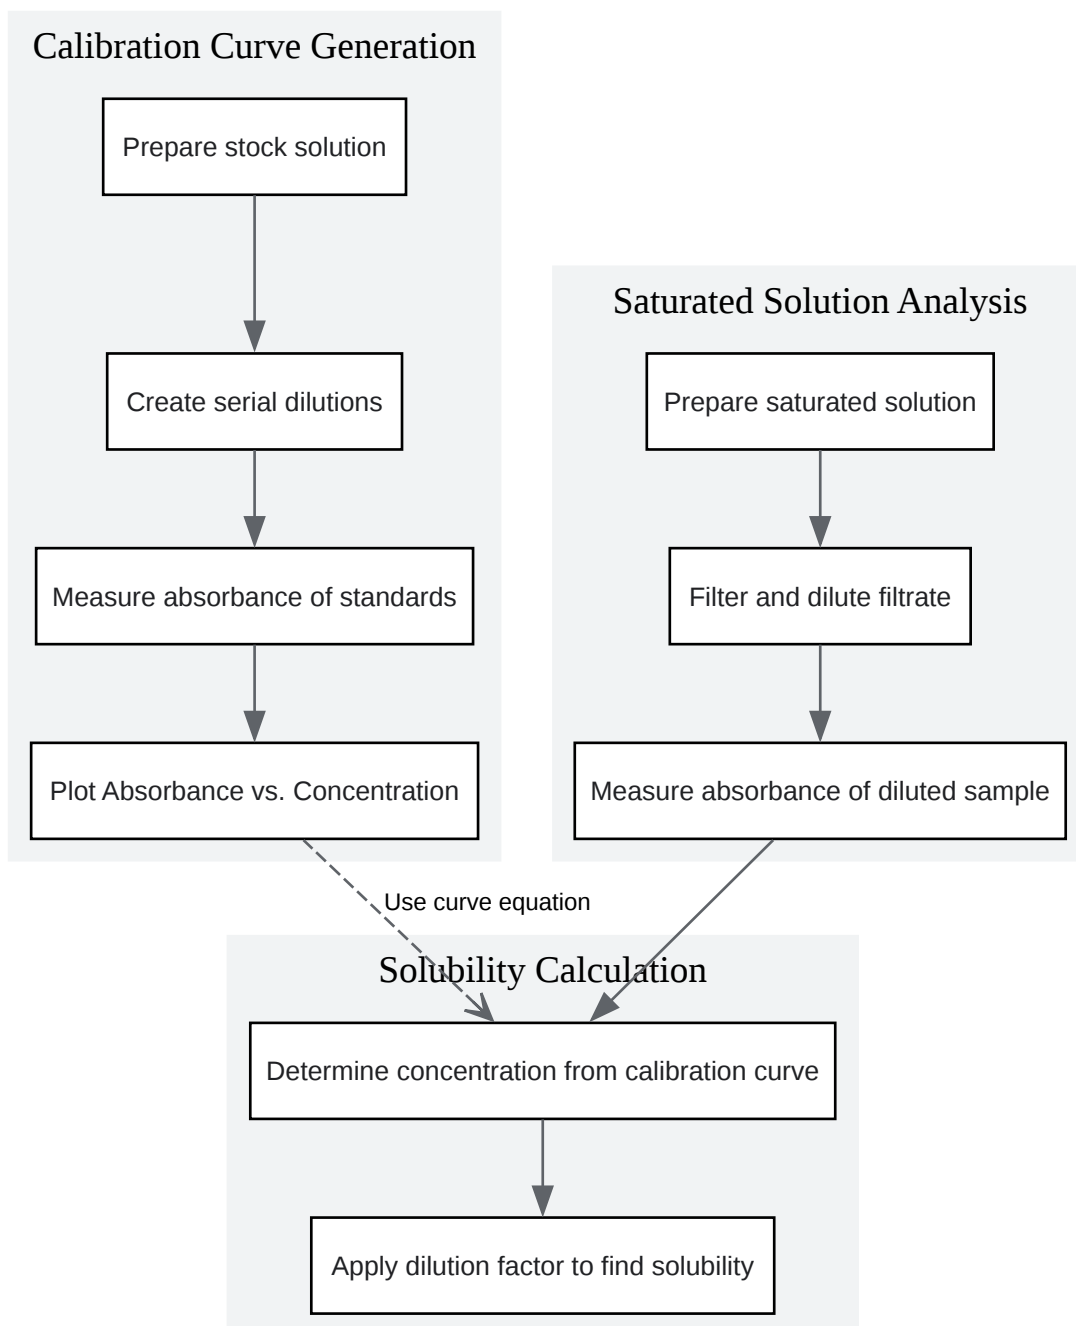 Calibration Curve Generation
Prepare stock solution
Create serial dilutions
Measure absorbance of standards
Plot Absorbance vs. Concentration
Saturated Solution Analysis
Prepare saturated solution
Filter and dilute filtrate
Measure absorbance of diluted sample
Use curve equation
Solubility Calculation
Determine concentration from calibration curve
Apply dilution factor to find solubility